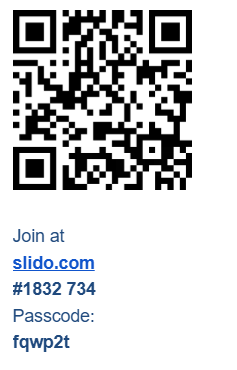 Join at
slido.com
#1832 734
Passcode:
fqwp2t